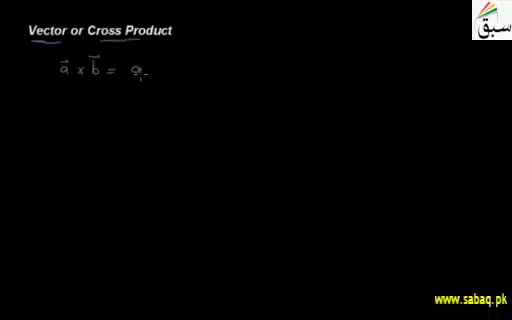 Vector or Cross Product
سبق
a⃗ × b⃗ = a
www.sabaq.pk